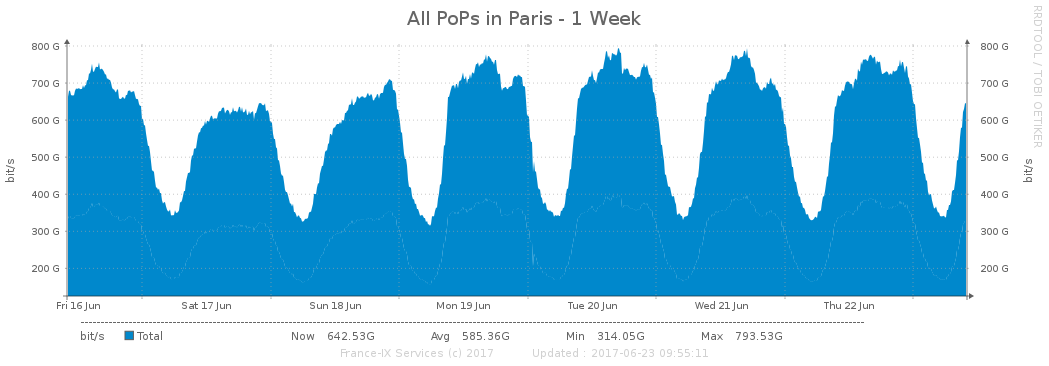 All PoPs in Paris - 1 Week
RRDTOOL / TOBI OETIKER
bit/s
800 G 800 G
700 G 700 G
600 G 600 G
500 G 500 G
400 G 400 G
300 G 300 G
200 G 200 G
bit/s
Fri 16 Jun Sat 17 Jun Sun 18 Jun Mon 19 Jun Tue 20 Jun Wed 21 Jun Thu 22 Jun
bit/s Total Now 642.53G Avg 585.36G Min 314.05G Max 793.53G
France-IX Services (c) 2017 Updated : 2017-06-23 09:55:11